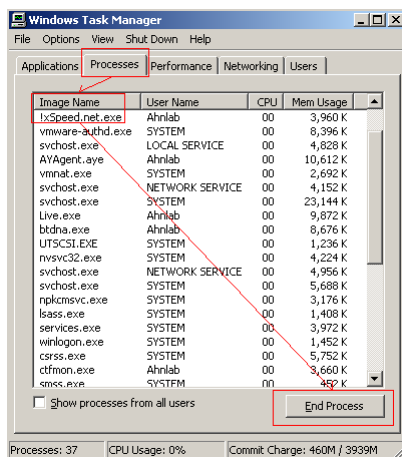 Windows Task Manager
File Options View Shut Down Help
Applications Processes Performance Networking Users
Image Name User Name CPU Mem Usage
!xSpeed.net.exe Ahnlab 00 3,960 K
vmware-authd.exe SYSTEM 00 8,396 K
svchost.exe LOCAL SERVICE 00 4,828 K
AYAgent.aye Ahnlab 00 10,612 K
vmnat.exe SYSTEM 00 2,692 K
svchost.exe NETWORK SERVICE 00 4,152 K
svchost.exe SYSTEM 00 23,144 K
Live.exe Ahnlab 00 9,872 K
btdna.exe Ahnlab 00 8,676 K
UTSCSI.EXE SYSTEM 00 1,236 K
nvsvc32.exe SYSTEM 00 4,224 K
svchost.exe NETWORK SERVICE 00 4,956 K
svchost.exe SYSTEM 00 5,688 K
npkcmsvc.exe SYSTEM 00 3,176 K
lsass.exe SYSTEM 00 1,408 K
services.exe SYSTEM 00 3,972 K
winlogon.exe SYSTEM 00 1,452 K
csrss.exe SYSTEM 00 5,752 K
ctfmon.exe Ahnlab 00 3,660 K
smss.exe SYSTEM 00 452 K
Show processes from all users End Process
Processes: 37 CPU Usage: 0% Commit Charge: 460M / 3939M